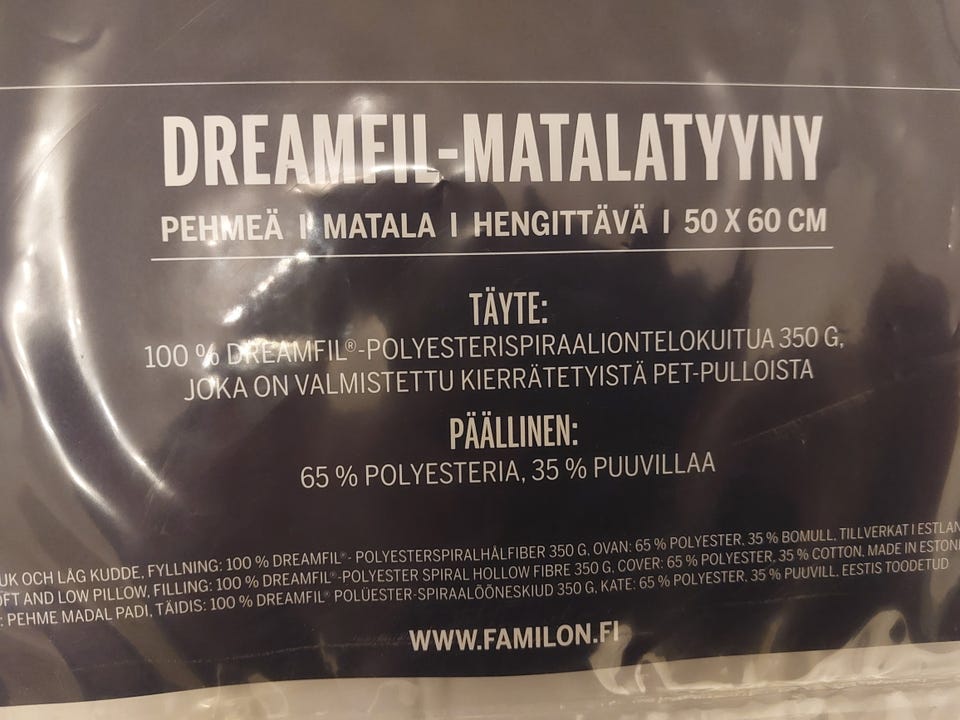 DREAMFIL-MATALATYYNY
PEHMEÄ I MATALA I HENGITTÄVÄ I 50 X 60 CM
TÄYTE:
100 % DREAMFIL®-POLYESTERISPIRAALIONTELOKUITUA 350 G,
JOKA ON VALMISTETTU KIERRÄTETYISTÄ PET-PULLOISTA
PÄÄLLINEN:
65 % POLYESTERIA, 35 % PUUVILLAA
UK OCH LÅG KUDDE, FYLLNING: 100 % DREAMFIL®- POLYESTERSPIRALHÅLFIBER 350 G, OVAN: 65 % POLYESTER, 35 % BOMULL, TILLVERKAT I ESTLAN
OFT AND LOW PILLOW, FILLING: 100 % DREAMFIL®-POLYESTER SPIRAL HOLLOW FIBRE 350 G, COVER: 65 % POLYESTER, 35 % COTTON. MADE IN ESTON
: PEHME MADAL PADI, TÄIDIS: 100 % DREAMFIL® POLÜESTER-SPIRAALÕÕNESKIUD 350 G, KATE: 65 % POLYESTER, 35 % PUUVILL. EESTIS TOODETUD
WWW.FAMILON.FI